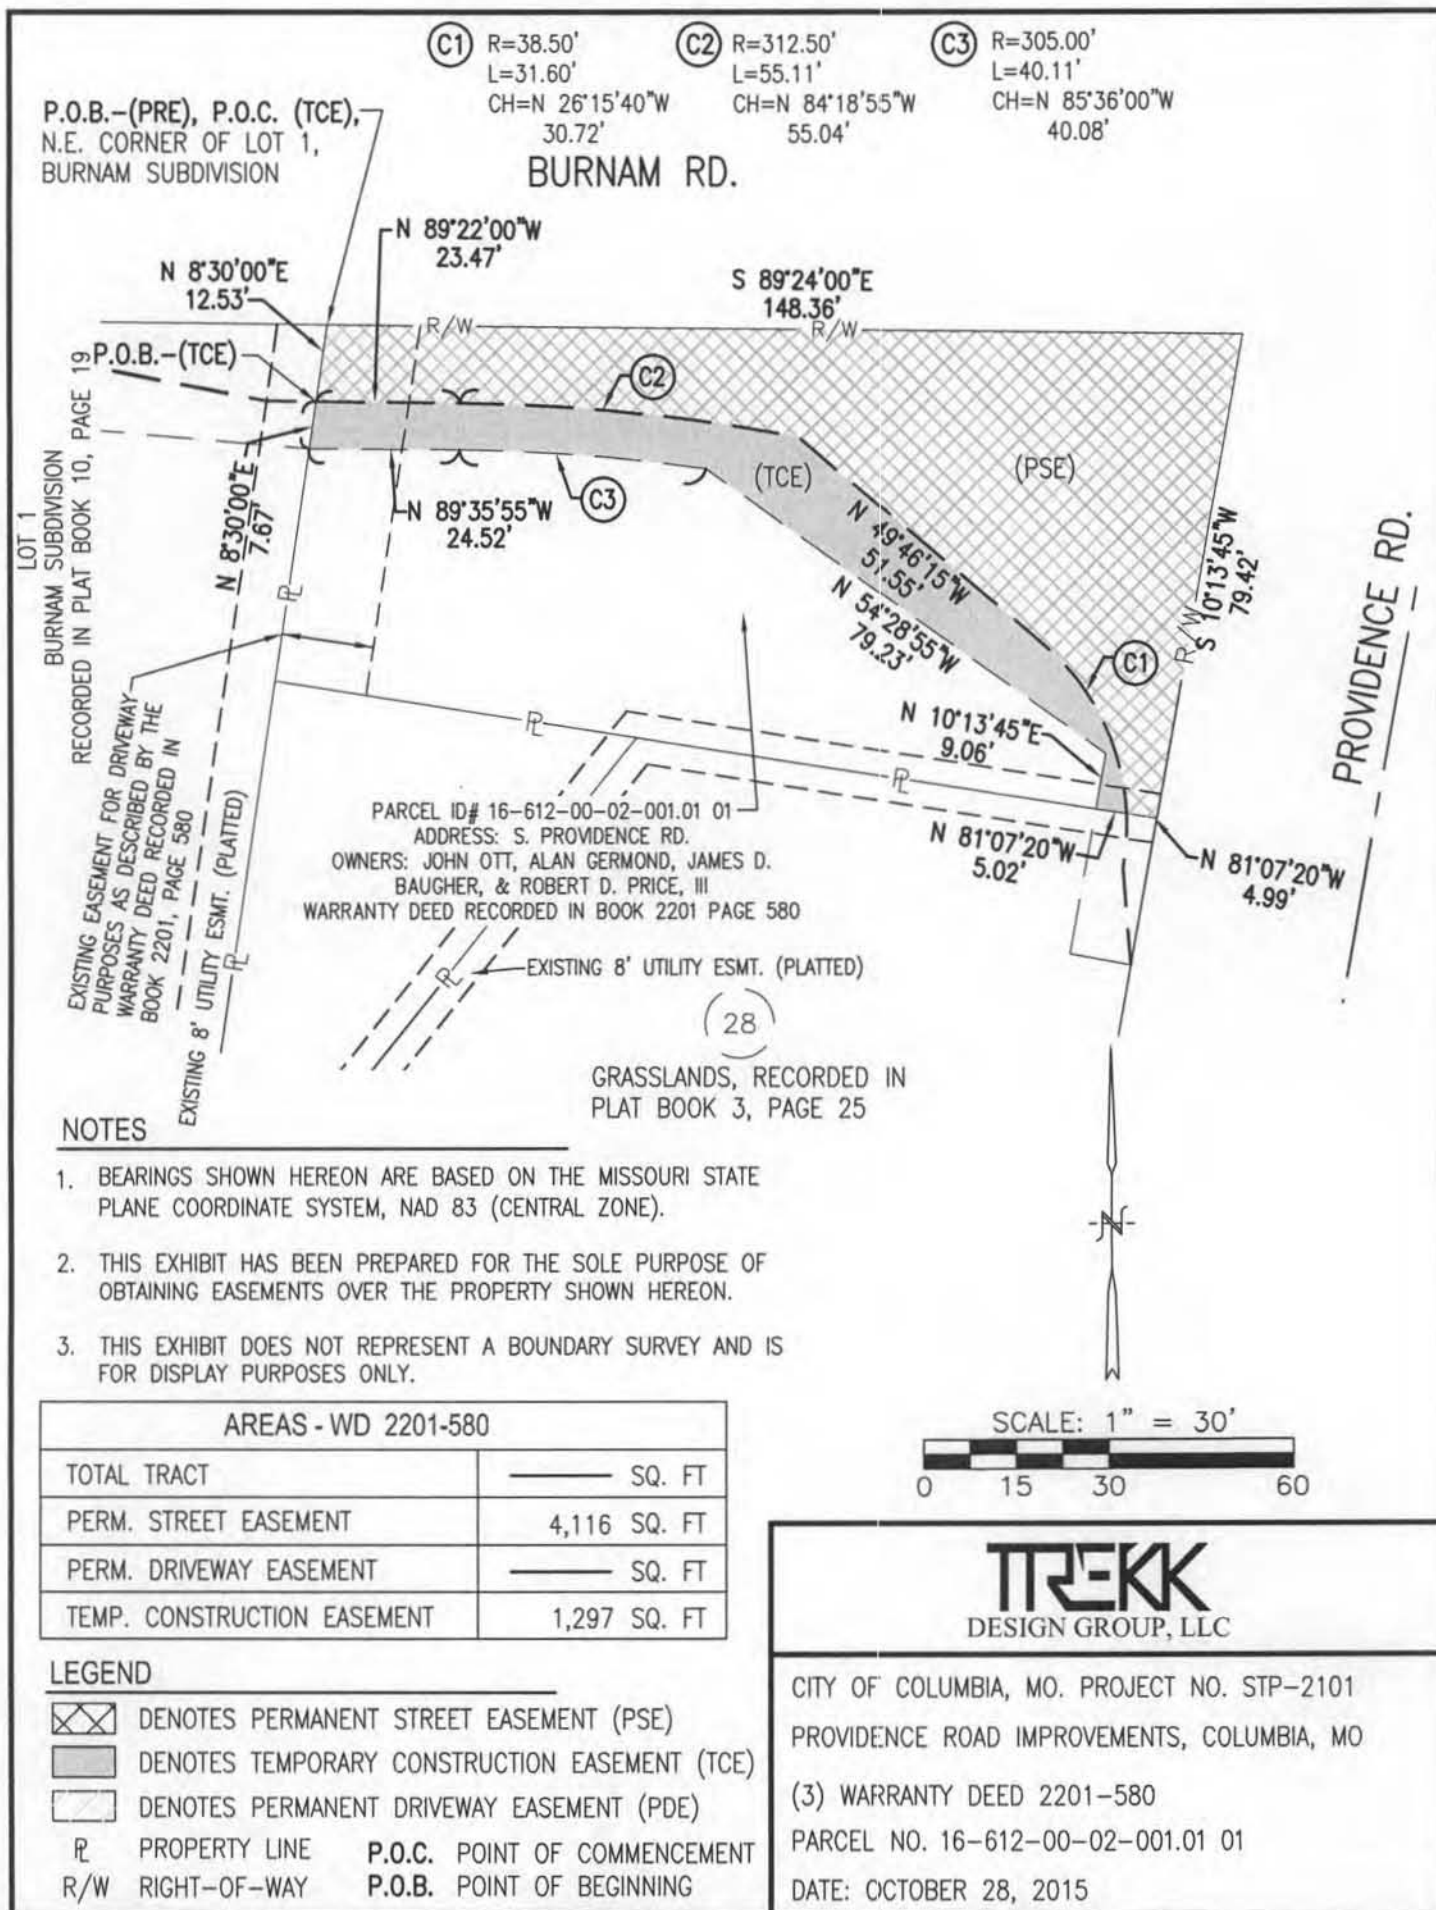 C1 R=38.50'
L=31.60'
CH=N 26°15'40"W
30.72'
C2 R=312.50'
L=55.11'
CH=N 84°18'55"W
55.04'
C3 R=305.00'
L=40.11'
CH=N 85°36'00"W
40.08'
P.O.B.-(PRE), P.O.C. (TCE),
N.E. CORNER OF LOT 1,
BURNAM SUBDIVISION
BURNAM RD.
N 89°22'00"W
23.47'
N 8°30'00"E
12.53'
S 89°24'00"E
148.36'
R/W
R/W
P.O.B.-(TCE)
C2
(TCE)
(PSE)
C3
N 89°35'55"W
24.52'
N 8°30'00"E
7.67'
LOT 1
BURNAM SUBDIVISION
RECORDED IN PLAT BOOK 10, PAGE 19
N 49°46'15"W
51.55'
N 54°28'55"W
79.23'
C1
R/W
S 10°13'45"W
79.42'
PROVIDENCE RD.
PL
PL
PL
N 10°13'45"E
9.06'
EXISTING EASEMENT FOR DRIVEWAY
PURPOSES AS DESCRIBED BY THE
WARRANTY DEED RECORDED IN
BOOK 2201, PAGE 580
EXISTING 8' UTILITY ESMT. (PLATTED)
PL
PARCEL ID# 16-612-00-02-001.01 01
ADDRESS: S. PROVIDENCE RD.
OWNERS: JOHN OTT, ALAN GERMOND, JAMES D.
BAUGHER, & ROBERT D. PRICE, III
WARRANTY DEED RECORDED IN BOOK 2201 PAGE 580
N 81°07'20"W
5.02'
N 81°07'20"W
4.99'
PL
EXISTING 8' UTILITY ESMT. (PLATTED)
28
GRASSLANDS, RECORDED IN
PLAT BOOK 3, PAGE 25
NOTES
1. BEARINGS SHOWN HEREON ARE BASED ON THE MISSOURI STATE
PLANE COORDINATE SYSTEM, NAD 83 (CENTRAL ZONE).
2. THIS EXHIBIT HAS BEEN PREPARED FOR THE SOLE PURPOSE OF
OBTAINING EASEMENTS OVER THE PROPERTY SHOWN HEREON.
3. THIS EXHIBIT DOES NOT REPRESENT A BOUNDARY SURVEY AND IS
FOR DISPLAY PURPOSES ONLY.
N
SCALE: 1" = 30'
0 15 30 60
AREAS - WD 2201-580
TOTAL TRACT SQ. FT
PERM. STREET EASEMENT 4,116 SQ. FT
PERM. DRIVEWAY EASEMENT SQ. FT
TEMP. CONSTRUCTION EASEMENT 1,297 SQ. FT
LEGEND
DENOTES PERMANENT STREET EASEMENT (PSE)
DENOTES TEMPORARY CONSTRUCTION EASEMENT (TCE)
DENOTES PERMANENT DRIVEWAY EASEMENT (PDE)
PL PROPERTY LINE P.O.C. POINT OF COMMENCEMENT
R/W RIGHT-OF-WAY P.O.B. POINT OF BEGINNING
TREKK
DESIGN GROUP, LLC
CITY OF COLUMBIA, MO. PROJECT NO. STP-2101
PROVIDENCE ROAD IMPROVEMENTS, COLUMBIA, MO
(3) WARRANTY DEED 2201-580
PARCEL NO. 16-612-00-02-001.01 01
DATE: OCTOBER 28, 2015